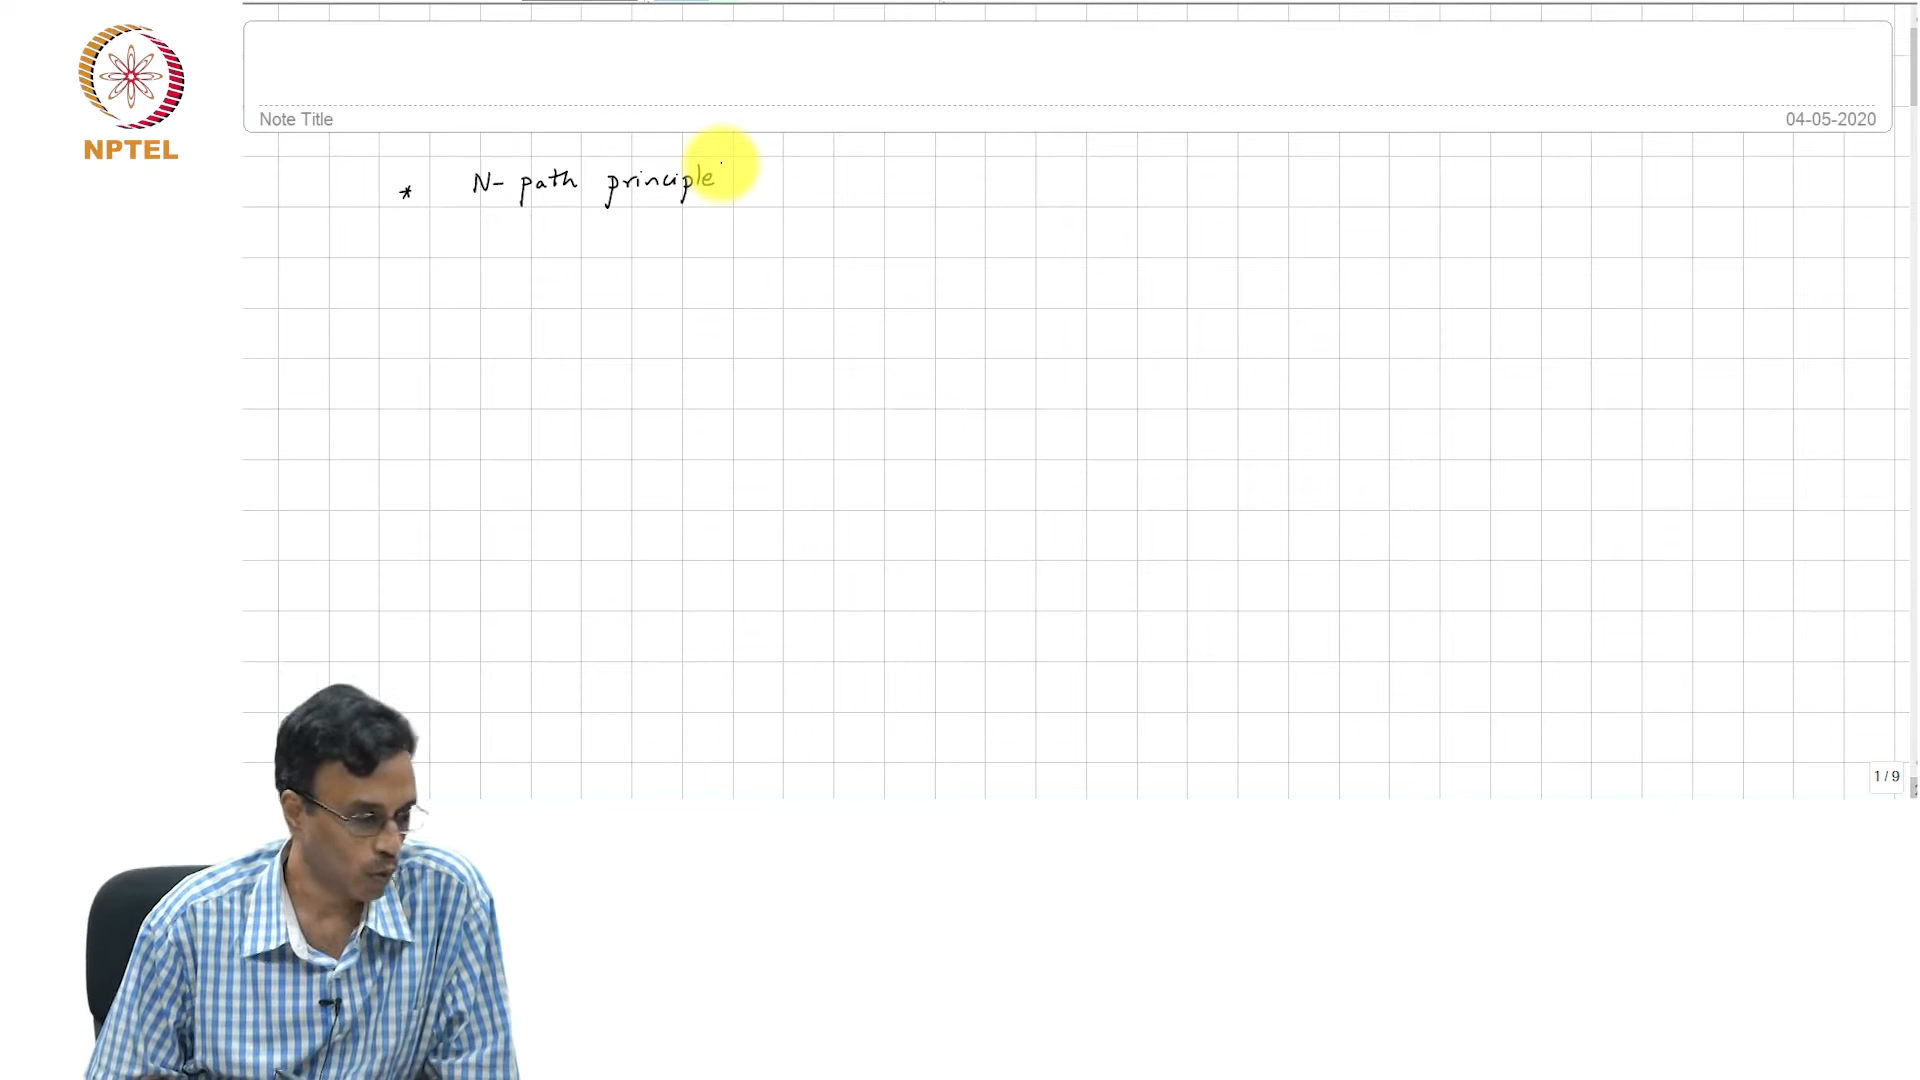 NPTEL
Note Title
04-05-2020
* N- path principle
1 / 9